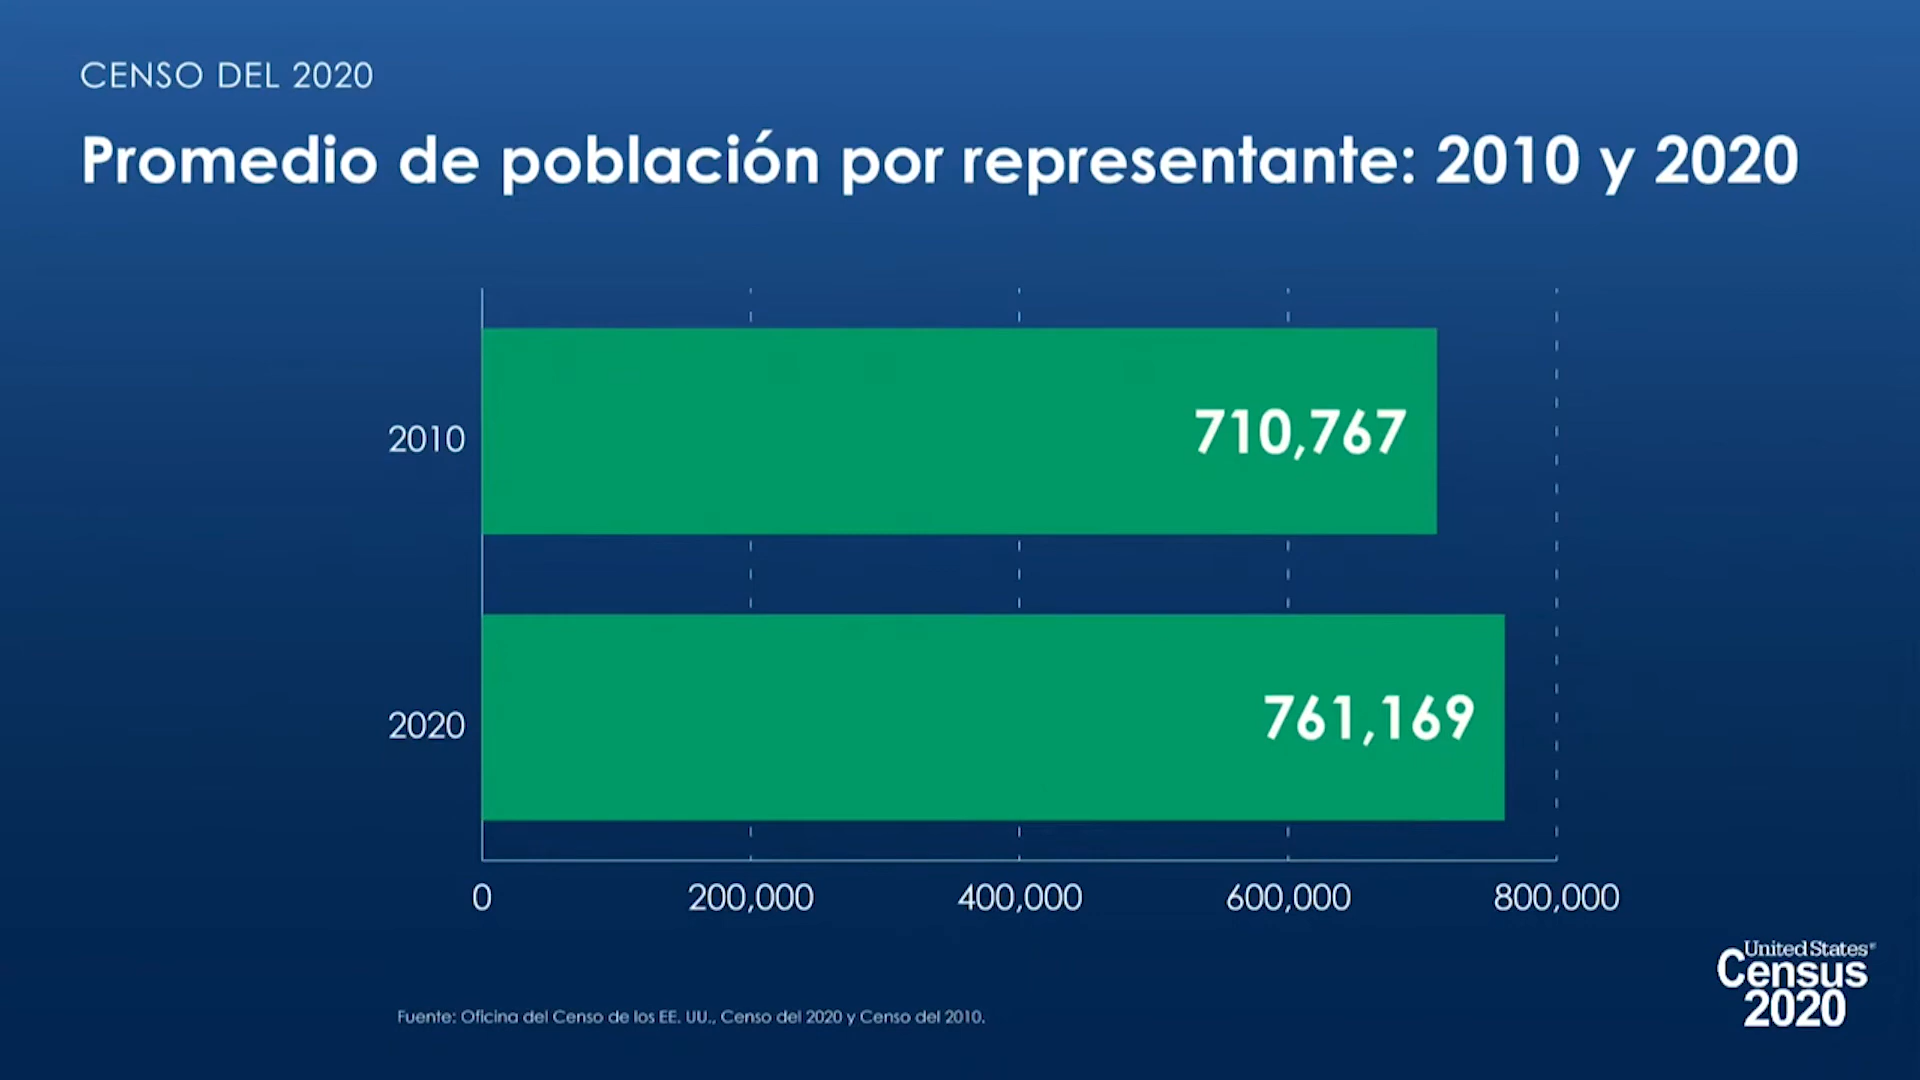 CENSO DEL 2020
Promedio de población por representante: 2010 y 2020
2010
710,767
2020
761,169
0
200,000
400,000
600,000
800,000
United States®
Census
2020
Fuente: Oficina del Censo de los EE. UU., Censo del 2020 y Censo del 2010.